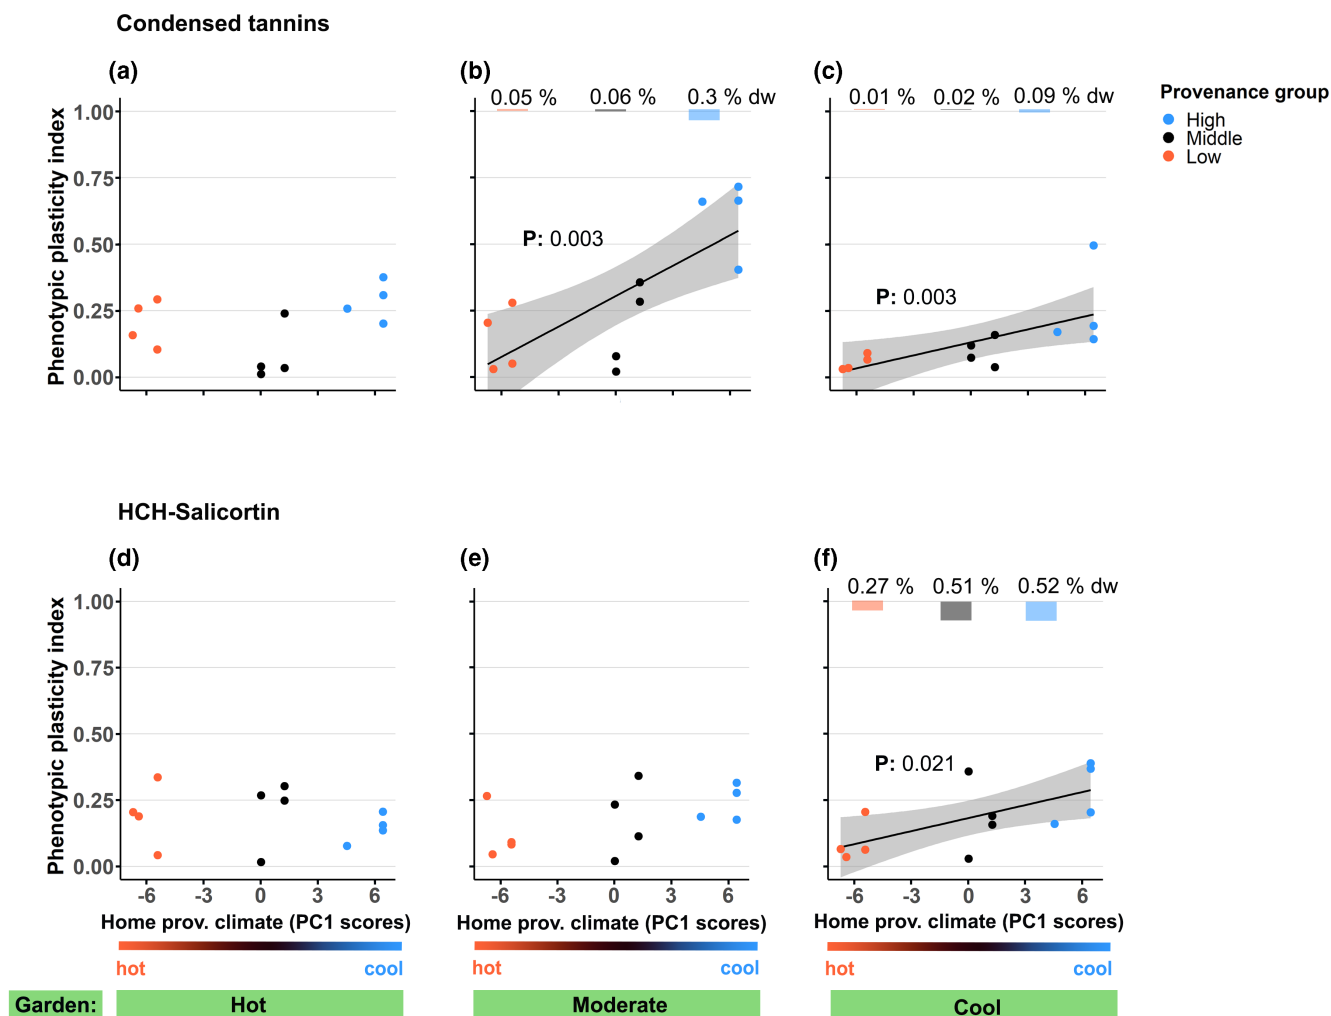 Condensed tannins
(a)
(b)
(c)
0.05 % 0.06 % 0.3 % dw
0.01 % 0.02 % 0.09 % dw
Provenance group
High
Middle
Low
Phenotypic plasticity index
1.00
0.75
0.50
0.25
0.00
P: 0.003
P: 0.003
HCH-Salicortin
(d)
(e)
(f)
0.27 % 0.51 % 0.52 % dw
Phenotypic plasticity index
1.00
0.75
0.50
0.25
0.00
P: 0.021
-6 -3 0 3 6
-6 -3 0 3 6
-6 -3 0 3 6
Home prov. climate (PC1 scores)
Home prov. climate (PC1 scores)
Home prov. climate (PC1 scores)
hot cool
hot cool
hot cool
Garden: Hot Moderate Cool